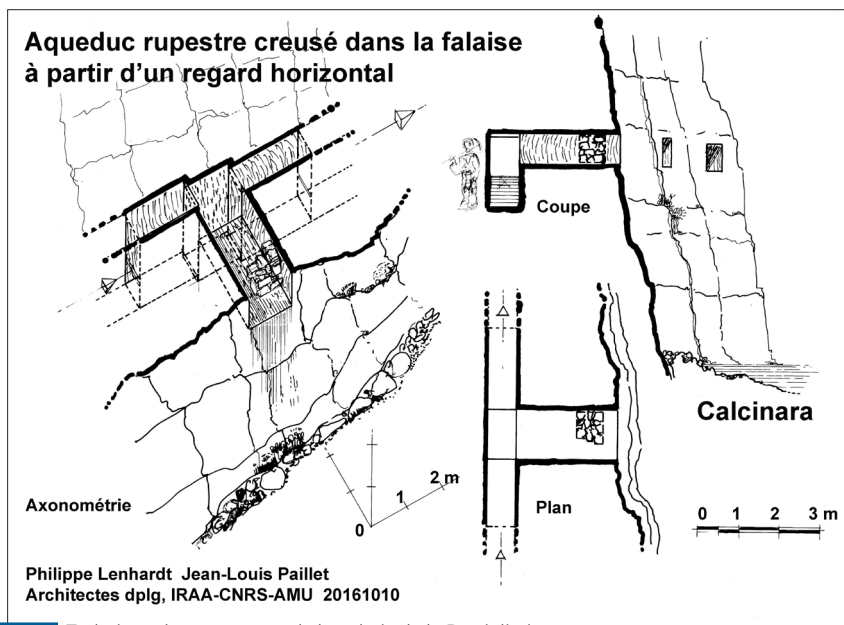 Aqueduc rupestre creusé dans la falaise
à partir d'un regard horizontal
Coupe
Calcinara
Plan
Axonométrie
0 1 2 m
0 1 2 3 m
Philippe Lenhardt Jean-Louis Paillet
Architectes dplg, IRAA-CNRS-AMU 20161010